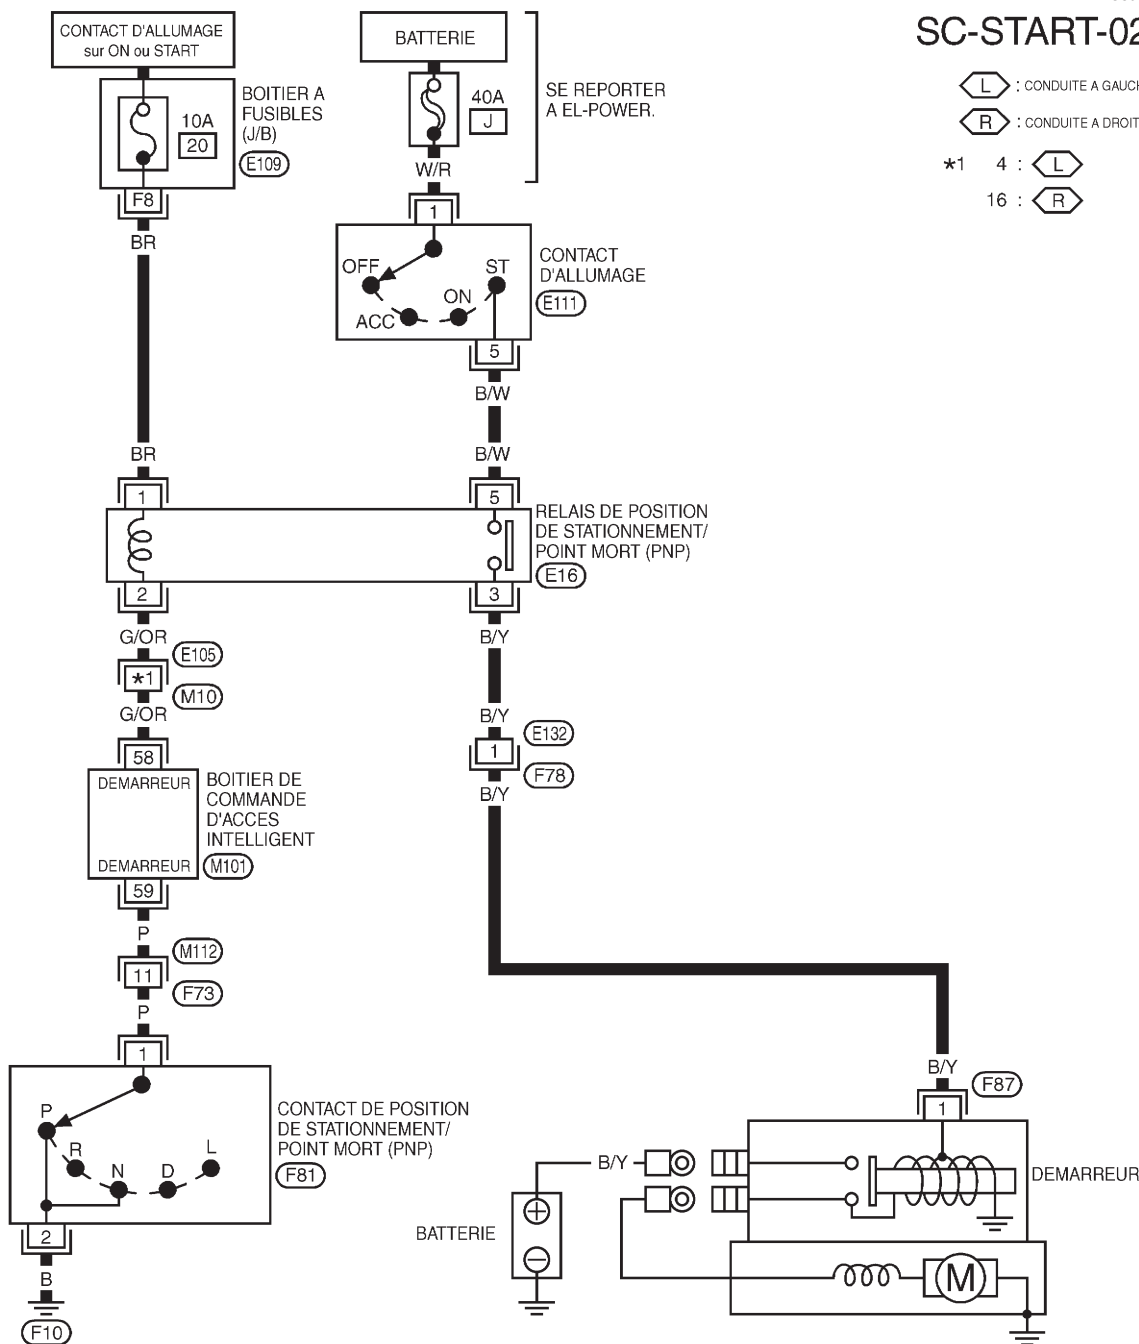 SC-START-02
CONTACT D'ALLUMAGE
sur ON ou START
BATTERIE
L : CONDUITE A GAUCH
R : CONDUITE A DROIT
*1 4 : L
16 : R
10A
20
BOITIER A
FUSIBLES
(J/B)
E109
F8
BR
40A
J
SE REPORTER
A EL-POWER.
W/R
1
OFF
ACC
ON
ST
CONTACT
D'ALLUMAGE
E111
5
B/W
BR
B/W
1
5
RELAIS DE POSITION
DE STATIONNEMENT/
POINT MORT (PNP)
E16
2
3
G/OR
E105
*1
M10
G/OR
B/Y
B/Y
E132
1
F78
B/Y
58
DEMARREUR
BOITIER DE
COMMANDE
D'ACCES
INTELLIGENT
DEMARREUR
M101
59
P
M112
11
F73
P
1
P
R
N
D
L
CONTACT DE POSITION
DE STATIONNEMENT/
POINT MORT (PNP)
F81
2
B
F10
B/Y
F87
1
B/Y
DEMARREUR
BATTERIE
+
−
M